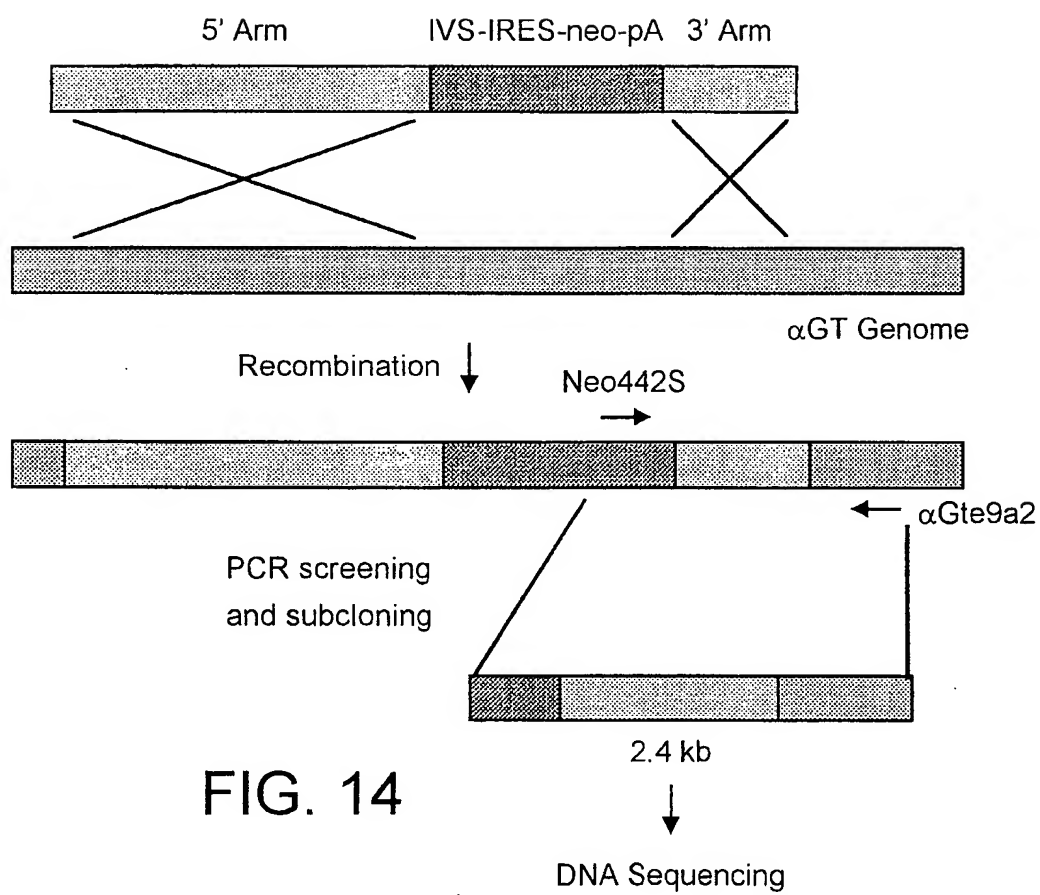 5' Arm IVS-IRES-neo-pA 3' Arm
αGT Genome
Recombination
Neo442S
αGte9a2
PCR screening
and subcloning
2.4 kb
FIG. 14
DNA Sequencing